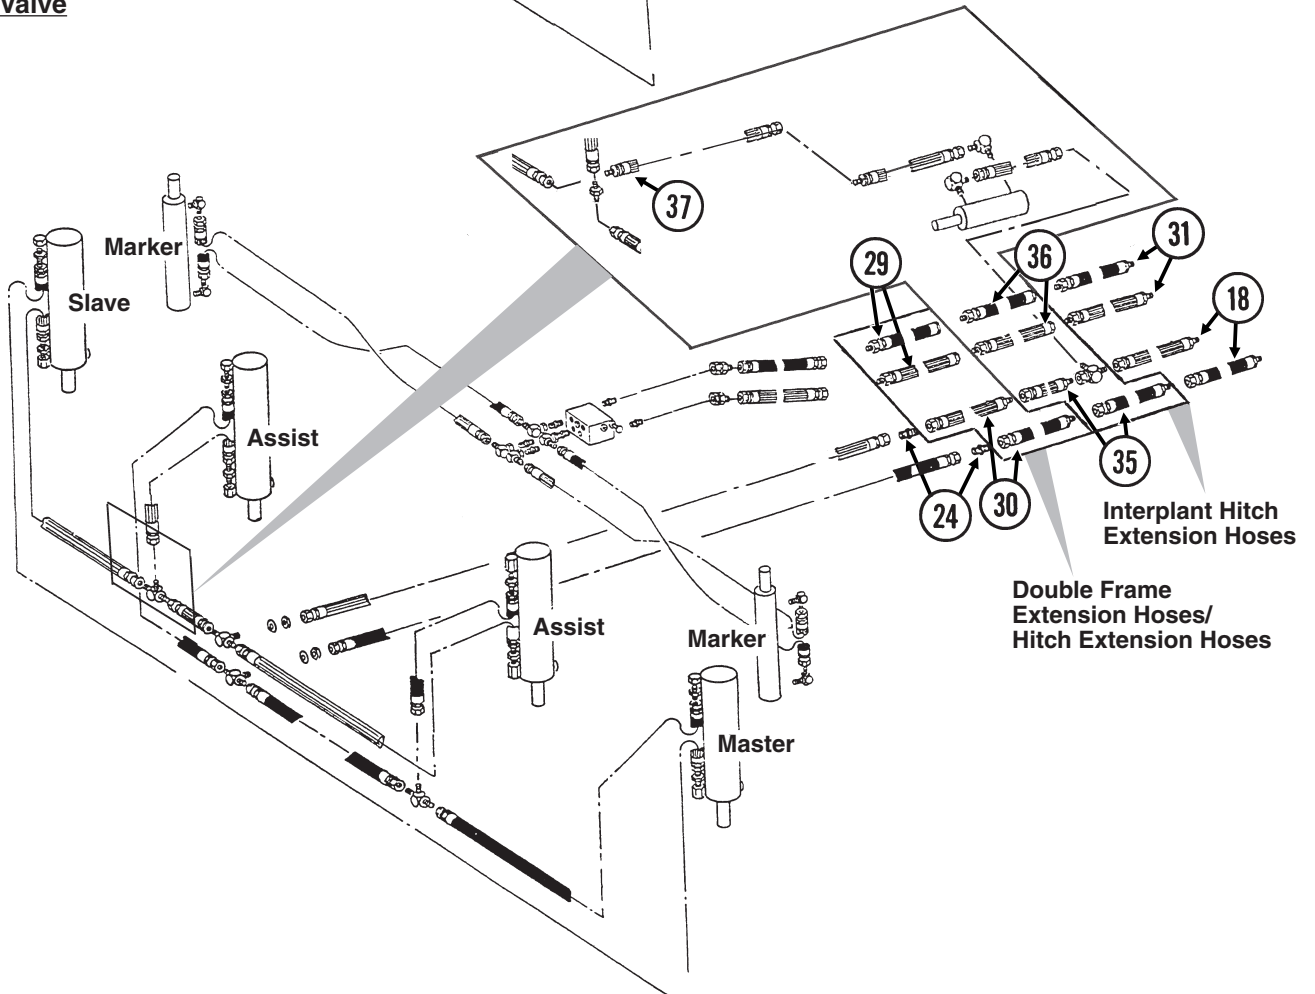 valve
37
31
36
29
18
Marker
Slave
Assist
35
30
24
Interplant Hitch
Extension Hoses
Double Frame
Extension Hoses/
Hitch Extension Hoses
Assist
Marker
Master